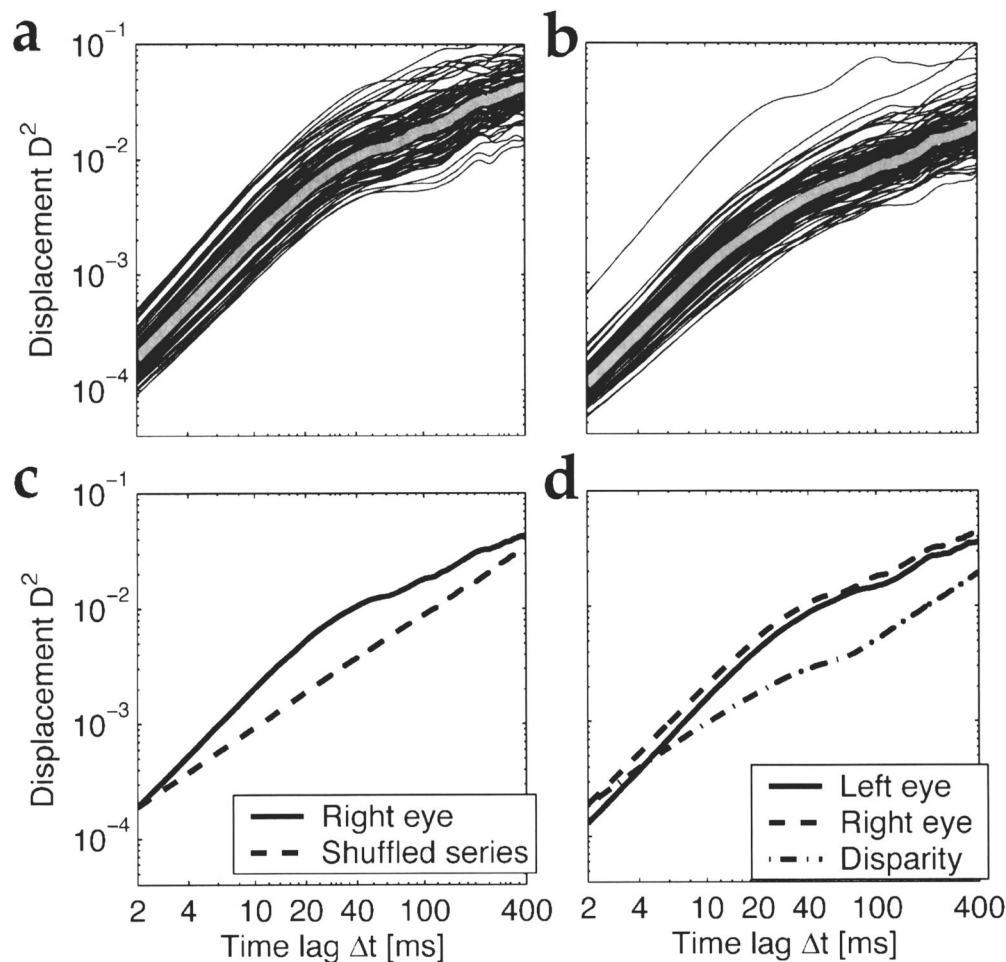 a
b
Displacement D²
10⁻¹
10⁻²
10⁻³
10⁻⁴
c
d
Displacement D²
10⁻¹
10⁻²
10⁻³
10⁻⁴
Right eye
Shuffled series
Left eye
Right eye
Disparity
2 4 10 20 40 100 400
2 4 10 20 40 100 400
Time lag Δt [ms]
Time lag Δt [ms]